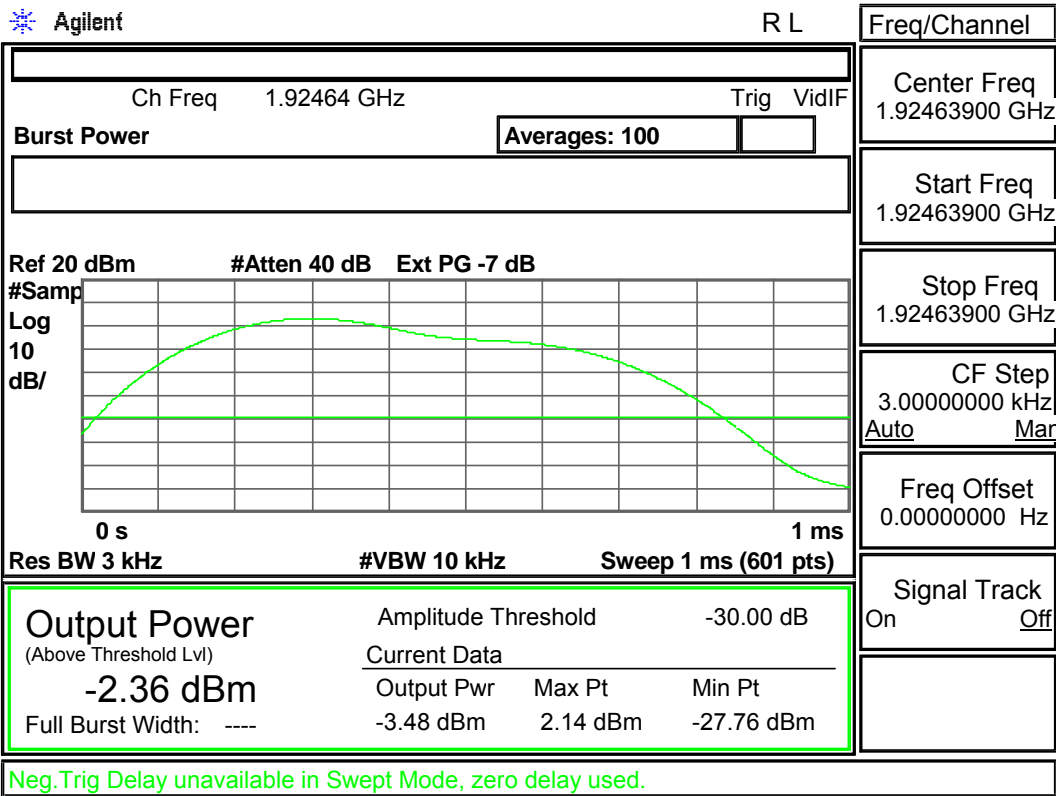 Agilent R L Freq/Channel
Ch Freq 1.92464 GHz Trig VidIF
Burst Power Averages: 100
Ref 20 dBm #Atten 40 dB Ext PG -7 dB
#Samp
Log
10
dB/
0 s 1 ms
Res BW 3 kHz #VBW 10 kHz Sweep 1 ms (601 pts)
Output Power
(Above Threshold Lvl)
-2.36 dBm
Full Burst Width: ----
Amplitude Threshold -30.00 dB
Current Data
Output Pwr Max Pt Min Pt
-3.48 dBm 2.14 dBm -27.76 dBm
Neg.Trig Delay unavailable in Swept Mode, zero delay used.
Center Freq
1.92463900 GHz
Start Freq
1.92463900 GHz
Stop Freq
1.92463900 GHz
CF Step
3.00000000 kHz
Auto Man
Freq Offset
0.00000000 Hz
Signal Track
On Off